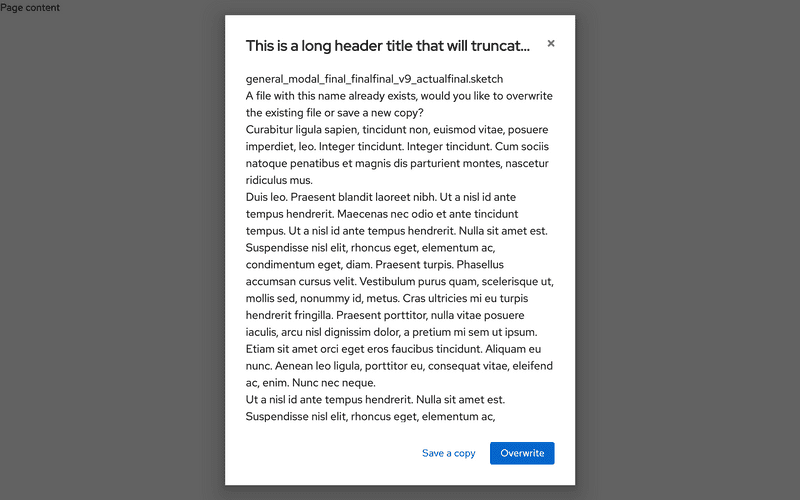 Page content
This is a long header title that will truncat...
general_modal_final_finalfinal_v9_actualfinal.sketch
A file with this name already exists, would you like to overwrite
the existing file or save a new copy?
Curabitur ligula sapien, tincidunt non, euismod vitae, posuere
imperdiet, leo. Integer tincidunt. Integer tincidunt. Cum sociis
natoque penatibus et magnis dis parturient montes, nascetur
ridiculus mus.
Duis leo. Praesent blandit laoreet nibh. Ut a nisl id ante
tempus hendrerit. Maecenas nec odio et ante tincidunt
tempus. Ut a nisl id ante tempus hendrerit. Nulla sit amet est.
Suspendisse nisl elit, rhoncus eget, elementum ac,
condimentum eget, diam. Praesent turpis. Phasellus
accumsan cursus velit. Vestibulum purus quam, scelerisque ut,
mollis sed, nonummy id, metus. Cras ultricies mi eu turpis
hendrerit fringilla. Praesent porttitor, nulla vitae posuere
iaculis, arcu nisl dignissim dolor, a pretium mi sem ut ipsum.
Etiam sit amet orci eget eros faucibus tincidunt. Aliquam eu
nunc. Aenean leo ligula, porttitor eu, consequat vitae, eleifend
ac, enim. Nunc nec neque.
Ut a nisl id ante tempus hendrerit. Nulla sit amet est.
Suspendisse nisl elit, rhoncus eget, elementum ac,
Save a copy
Overwrite